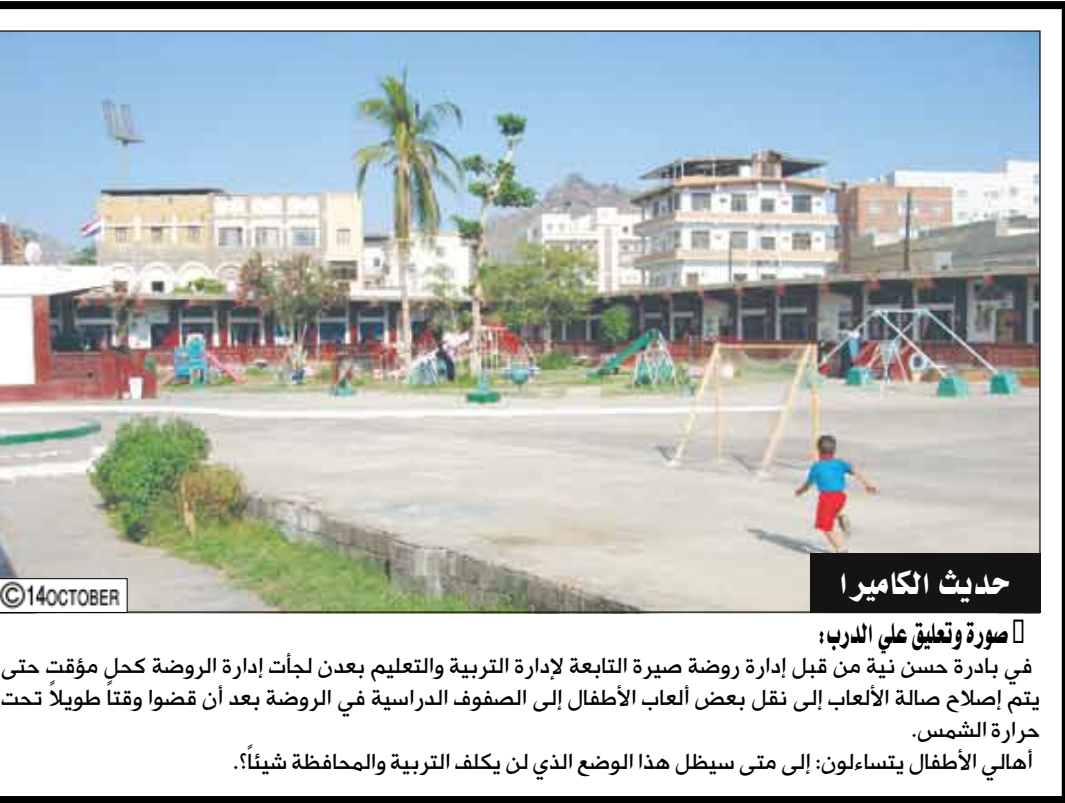 ©14OCTOBER
حديث الكاميرا
صورة وتعليق علي الدرب:
في بادرة حسن نية من قبل إدارة روضة صيرة التابعة لإدارة التربية والتعليم بعدن لجأت إدارة الروضة كحل مؤقت حتى
يتم إصلاح صالة الألعاب إلى نقل بعض ألعاب الأطفال إلى الصفوف الدراسية في الروضة بعد أن قضوا وقتاً طويلاً تحت
حرارة الشمس.
أهالي الأطفال يتساءلون: إلى متى سيظل هذا الوضع الذي لن يكلف التربية والمحافظة شيئاً؟.